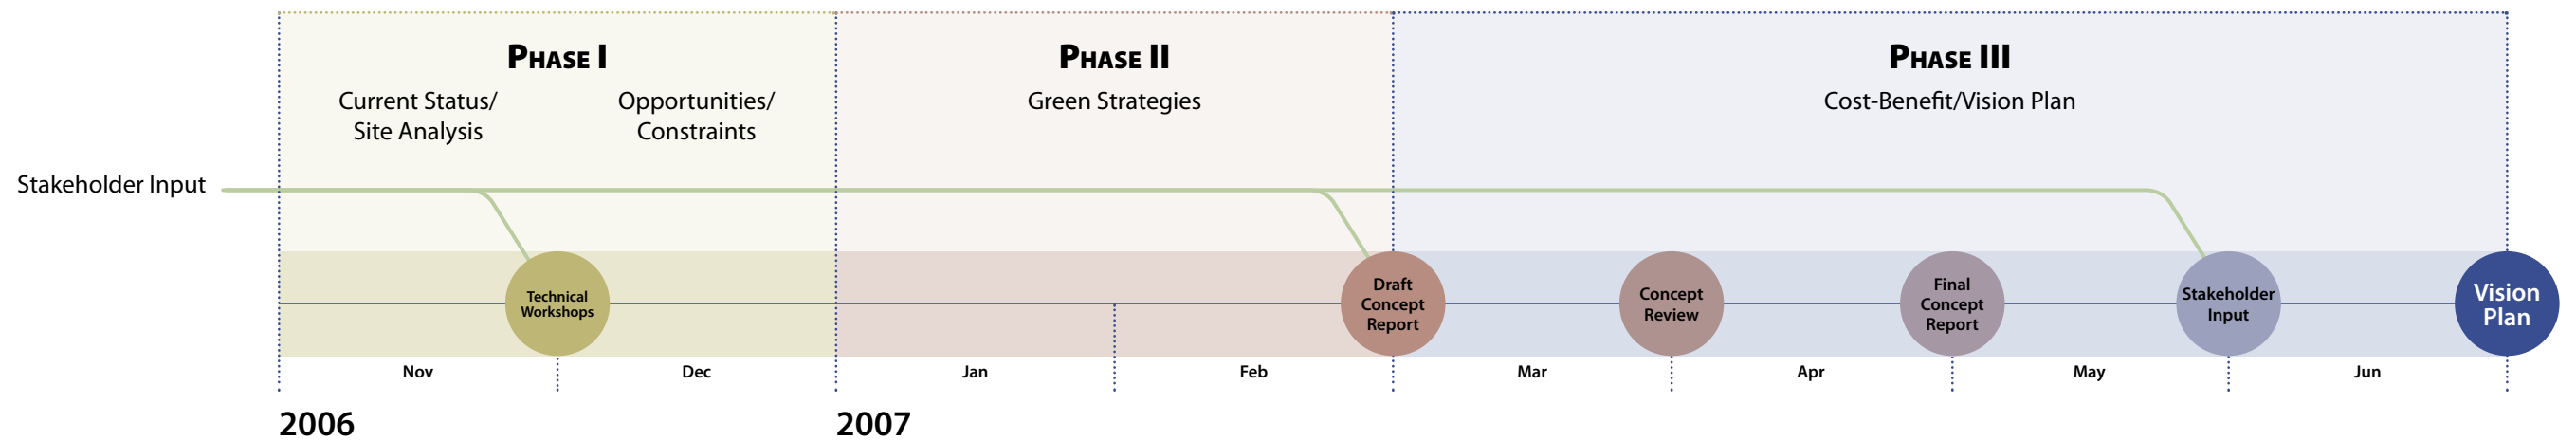 Phase I
Current Status/
Site Analysis
Opportunities/
Constraints
Phase II
Green Strategies
Phase III
Cost-Benefit/Vision Plan
Stakeholder Input
Technical
Workshops
Draft
Concept
Report
Concept
Review
Final
Concept
Report
Stakeholder
Input
Vision
Plan
Nov
Dec
Jan
Feb
Mar
Apr
May
Jun
2006
2007